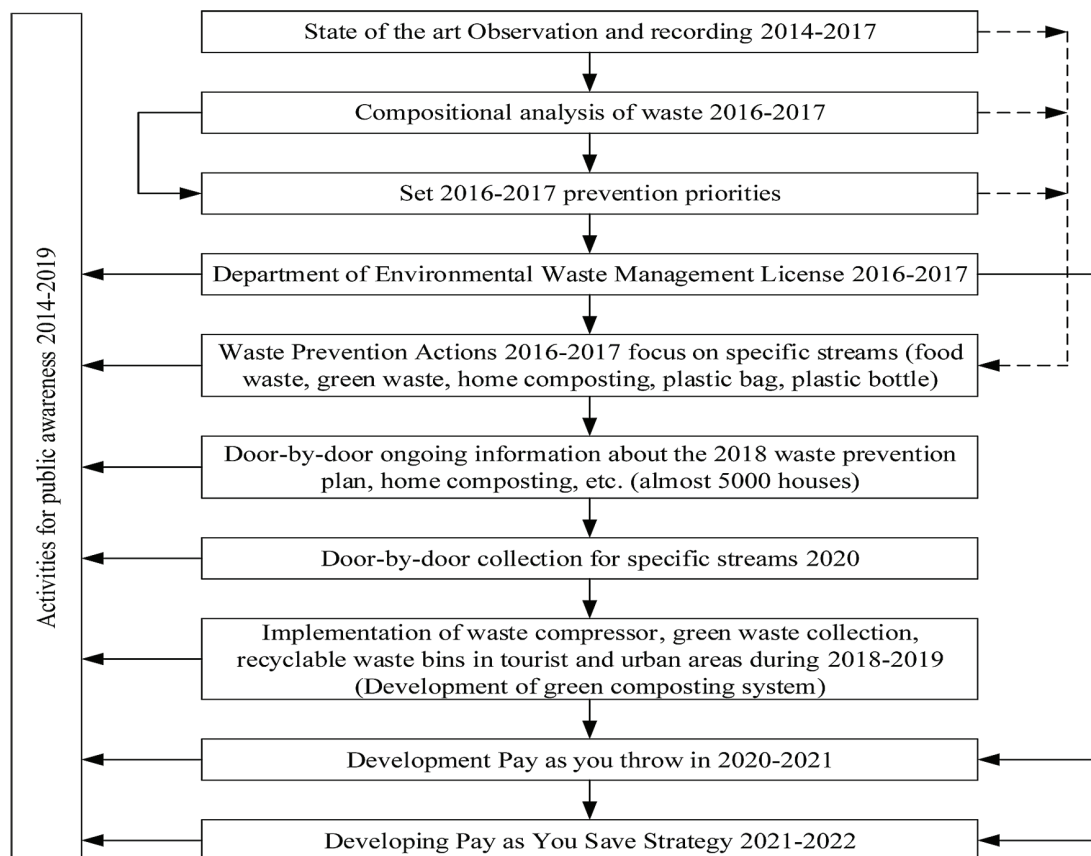 Activities for public awareness 2014-2019
State of the art Observation and recording 2014-2017
Compositional analysis of waste 2016-2017
Set 2016-2017 prevention priorities
Department of Environmental Waste Management License 2016-2017
Waste Prevention Actions 2016-2017 focus on specific streams (food
waste, green waste, home composting, plastic bag, plastic bottle)
Door-by-door ongoing information about the 2018 waste prevention
plan, home composting, etc. (almost 5000 houses)
Door-by-door collection for specific streams 2020
Implementation of waste compressor, green waste collection,
recyclable waste bins in tourist and urban areas during 2018-2019
(Development of green composting system)
Development Pay as you throw in 2020-2021
Developing Pay as You Save Strategy 2021-2022